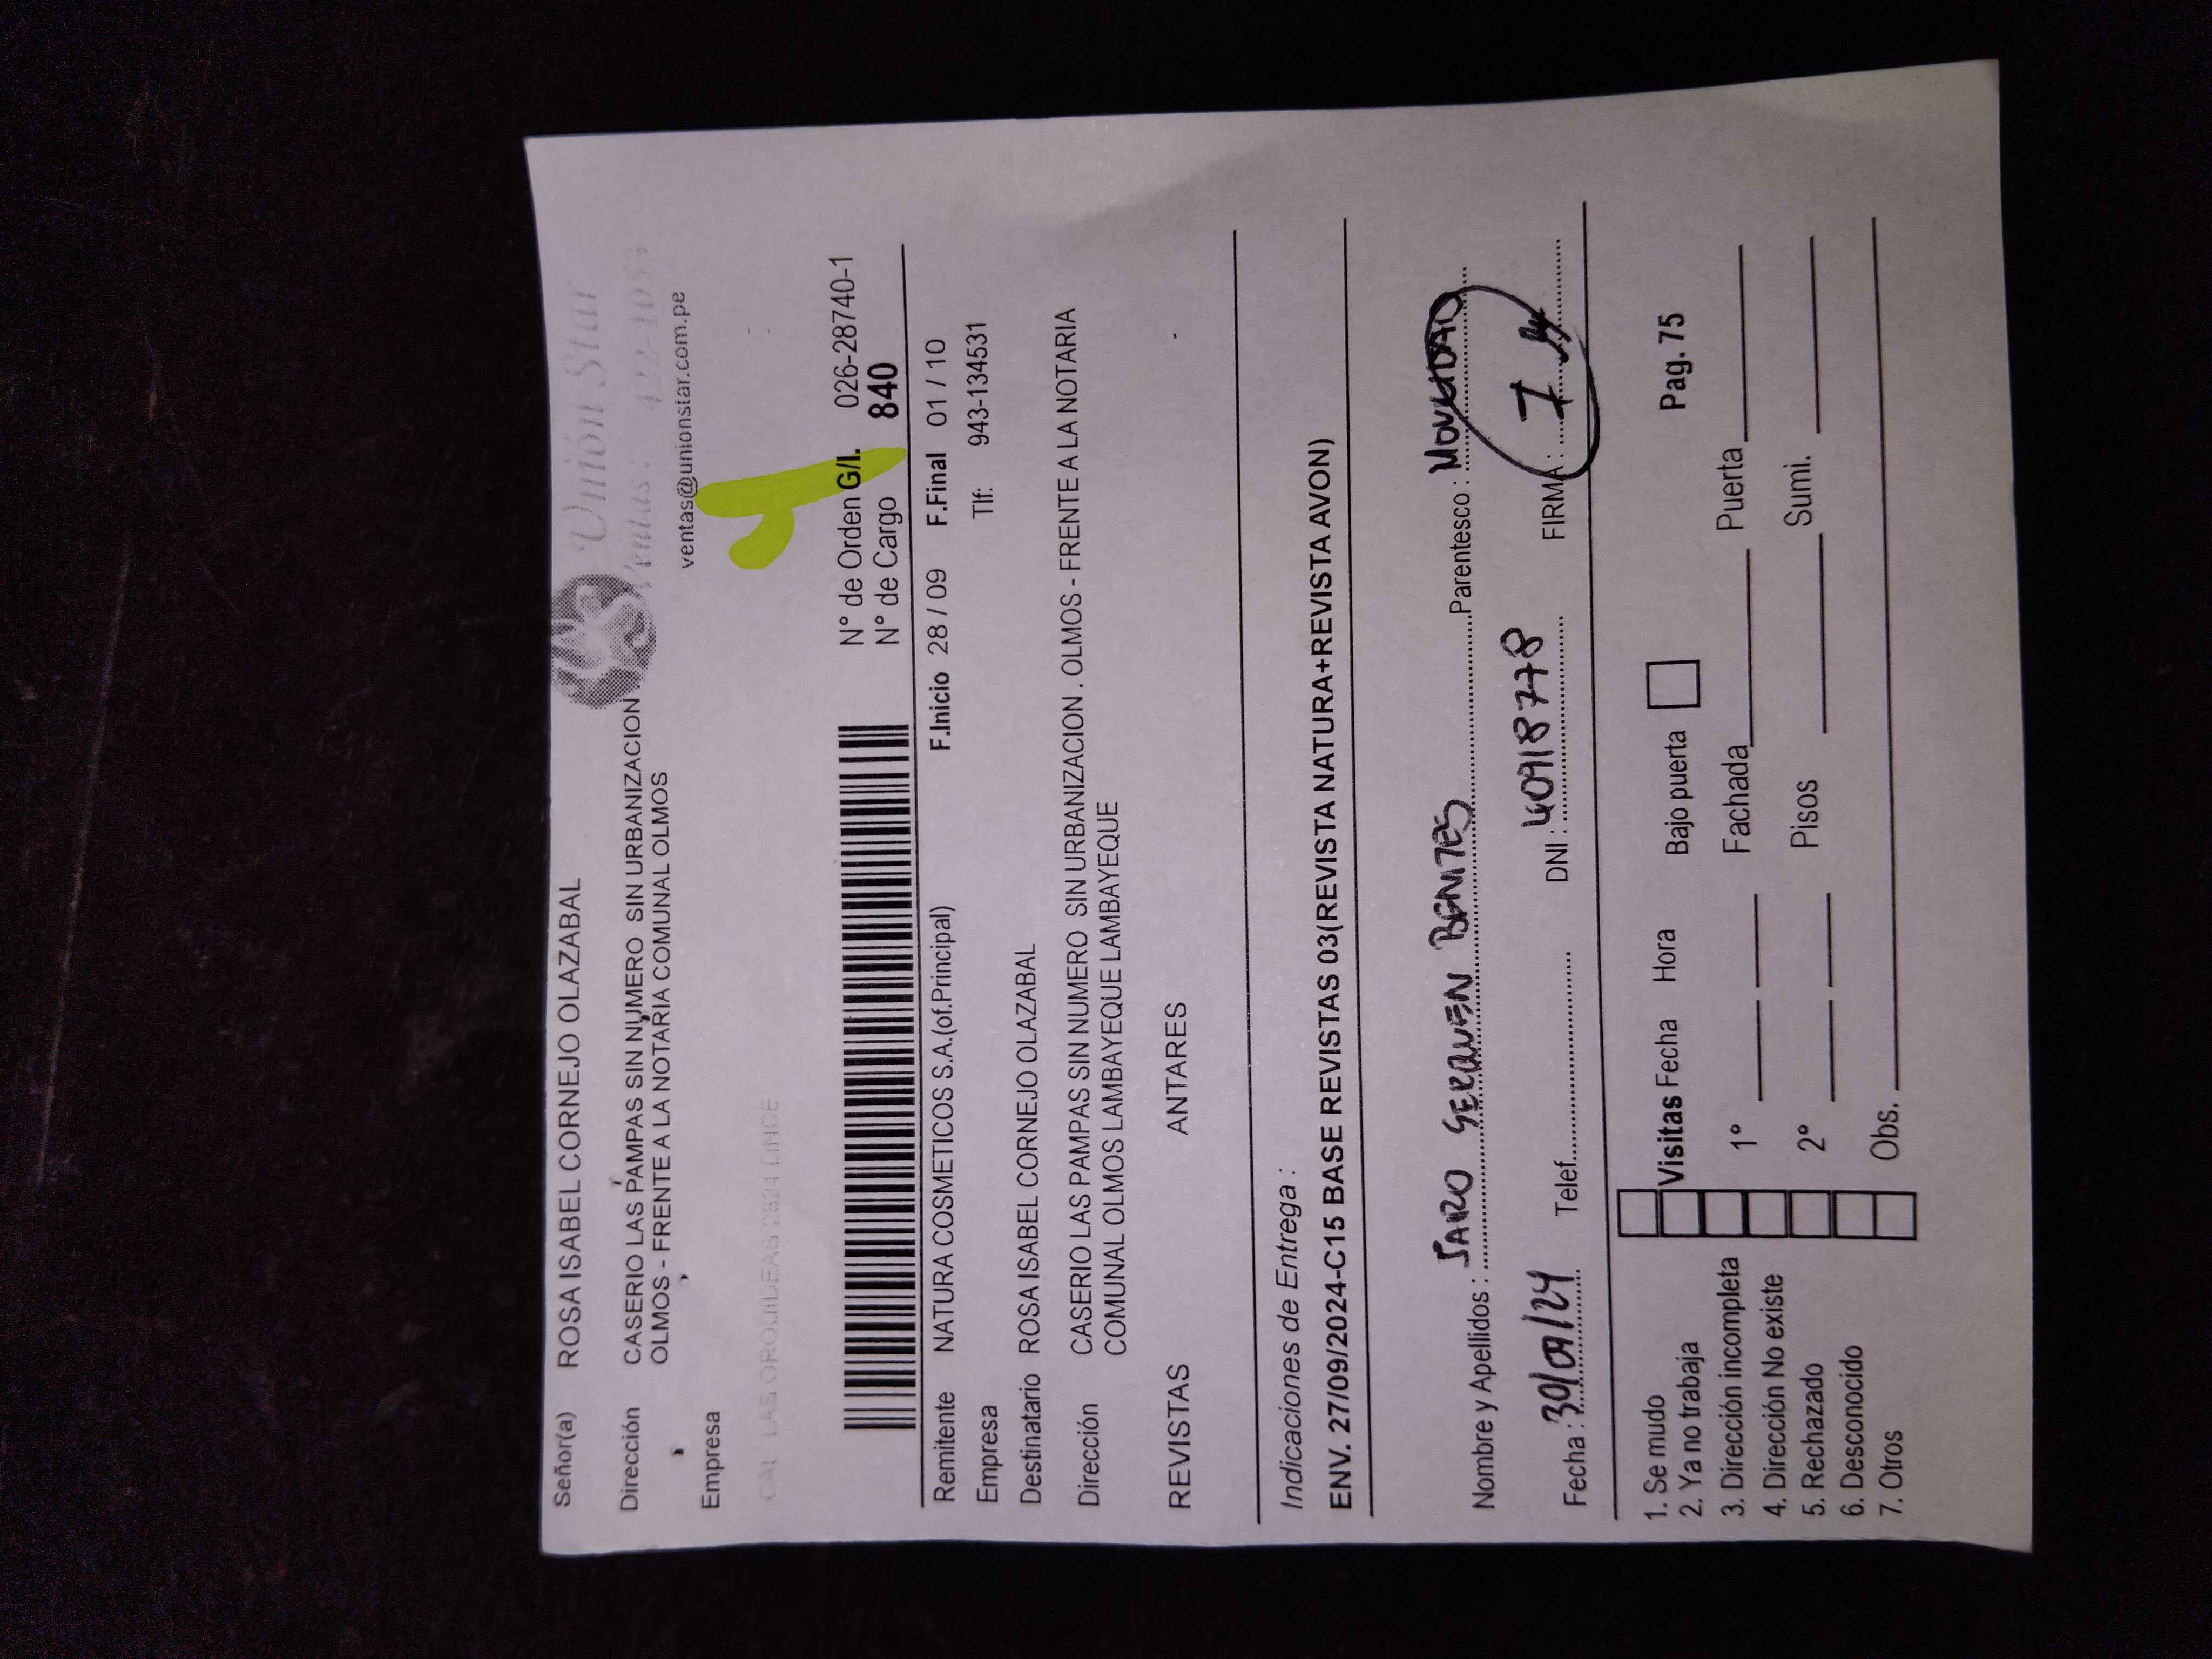 Señor(a) ROSA ISABEL CORNEJO OLAZABAL
Unión Star
Dirección CASERIO LAS PAMPAS SIN NUMERO SIN URBANIZACION .
OLMOS - FRENTE A LA NOTARIA COMUNAL OLMOS
ventas@unionstar.com.pe
Empresa
CAL LAS ORQUIDEAS 2624 LINCE
N° de Orden G/I. 026-28740-1
N° de Cargo 840
Remitente NATURA COSMETICOS S.A.(of.Principal) F.Inicio 28 / 09 F.Final 01 / 10
Empresa Tlf: 943-134531
Destinatario ROSA ISABEL CORNEJO OLAZABAL
Dirección CASERIO LAS PAMPAS SIN NUMERO SIN URBANIZACION . OLMOS - FRENTE A LA NOTARIA
COMUNAL OLMOS LAMBAYEQUE LAMBAYEQUE
REVISTAS ANTARES
Indicaciones de Entrega :
ENV. 27/09/2024-C15 BASE REVISTAS 03(REVISTA NATURA+REVISTA AVON)
Nombre y Apellidos : BENITES Parentesco :
Fecha : 30/09/24 Telef. DNI : 40918778 FIRMA :
1. Se mudo
2. Ya no trabaja Visitas Fecha Hora Bajo puerta Pag. 75
3. Dirección incompleta 1° Fachada Puerta
4. Dirección No existe
5. Rechazado 2° Pisos Sumi.
6. Desconocido
7. Otros Obs.